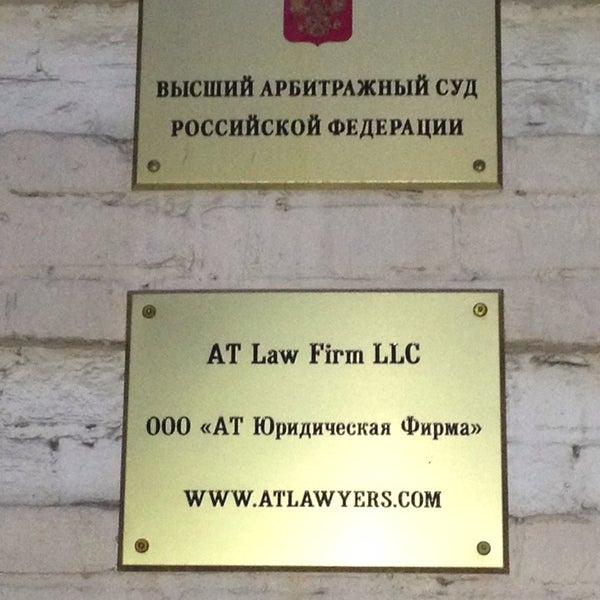 ВЫСШИЙ АРБИТРАЖНЫЙ СУД
РОССИЙСКОЙ ФЕДЕРАЦИИ
AT Law Firm LLC
ООО «АТ Юридическая Фирма»
WWW.ATLAWYERS.COM